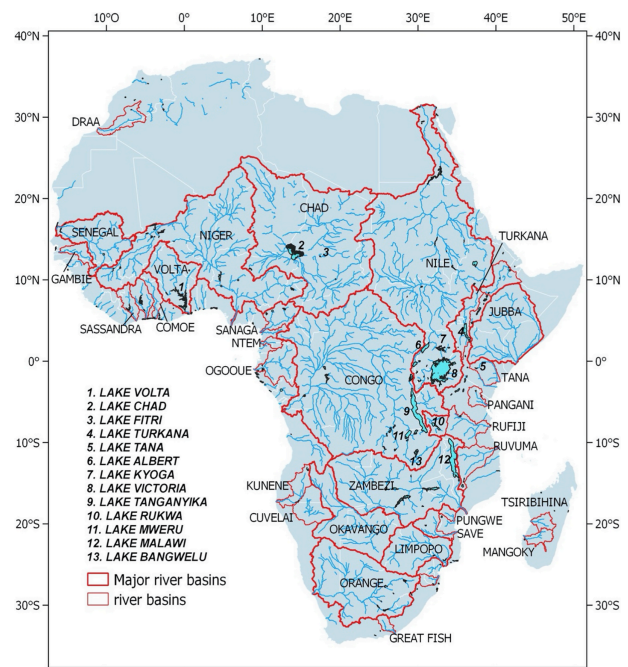 10°0 0° 10°E 20°E 30°E 40°E 50°E
40°N 40°N
DRAA
30°N 30°N
20°N 20°N
CHAD
SENEGAL
NIGER
TURKANA
2
3
NILE
VOLTA
10°N 10°N
GAMBIE
1
JUBBA
SASSANDRA
COMOE
SANAGA
NTEM
4
6
7
0° 0°
OGOOUE
5
8
TANA
CONGO
1. LAKE VOLTA
2. LAKE CHAD
3. LAKE FITRI
4. LAKE TURKANA
5. LAKE TANA
6. LAKE ALBERT
7. LAKE KYOGA
8. LAKE VICTORIA
9. LAKE TANGANYIKA
10. LAKE RUKWA
11. LAKE MWERU
12. LAKE MALAWI
13. LAKE BANGWELU
9
PANGANI
10
RUFIJI
10°S 10°S
11
RUVUMA
12
13
KUNENE
ZAMBEZI
TSIRIBIHINA
CUVELAI
PUNGWE
20°S 20°S
OKAVANGO
SAVE
LIMPOPO
MANGOKY
Major river basins
ORANGE
river basins
30°S 30°S
GREAT FISH